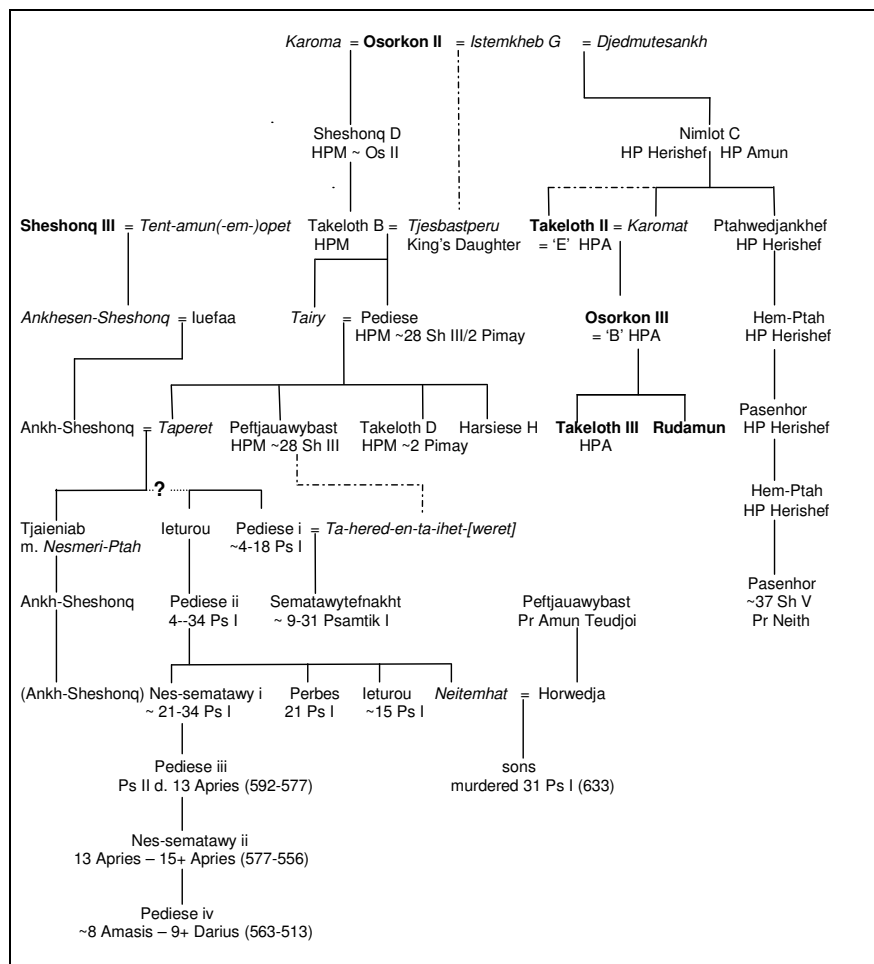 Karoma = Osorkon II = Istemkheb G = Djedmutesankh
Sheshonq D
HPM ~ Os II
Nimlot C
HP Herishef HP Amun
Sheshonq III = Tent-amun(-em-)opet
Takeloth B = Tjesbastperu
HPM King's Daughter
Takeloth II = Karomat
= 'E' HPA
Ptahwedjankhef
HP Herishef
Ankhesen-Sheshonq = Iuefaa
Tairy = Pediese
HPM ~28 Sh III/2 Pimay
Osorkon III
= 'B' HPA
Hem-Ptah
HP Herishef
Ankh-Sheshonq = Taperet
Peftjauawybast
HPM ~28 Sh III
Takeloth D
HPM ~2 Pimay
Harsiese H
Takeloth III
HPA
Rudamun
Pasenhor
HP Herishef
?
Hem-Ptah
HP Herishef
Tjaieniab
m. Nesmeri-Ptah
Ieturou
Pediese i = Ta-hered-en-ta-ihet-[weret]
~4-18 Ps I
Ankh-Sheshonq
Pediese ii
4--34 Ps I
Sematawytefnakht
~ 9-31 Psamtik I
Peftjauawybast
Pr Amun Teudjoi
Pasenhor
~37 Sh V
Pr Neith
(Ankh-Sheshonq)
Nes-sematawy i
~ 21-34 Ps I
Perbes
21 Ps I
Ieturou
~15 Ps I
Neitemhat = Horwedja
Pediese iii
Ps II d. 13 Apries (592-577)
sons
murdered 31 Ps I (633)
Nes-sematawy ii
13 Apries – 15+ Apries (577-556)
Pediese iv
~8 Amasis – 9+ Darius (563-513)